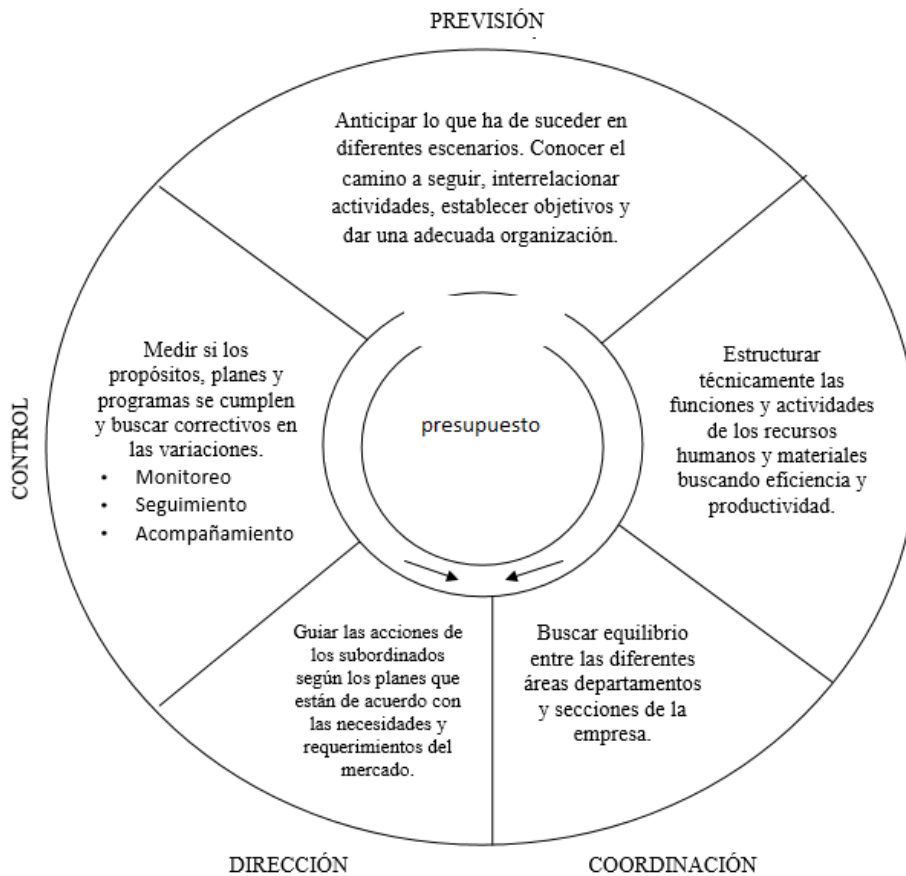 PREVISIÓN
Anticipar lo que ha de suceder en
diferentes escenarios. Conocer el
camino a seguir, interrelacionar
actividades, establecer objetivos y
dar una adecuada organización.
Estructurar
técnicamente las
funciones y actividades
de los recursos
humanos y materiales
buscando eficiencia y
productividad.
Buscar equilibrio
entre las diferentes
áreas departamentos
y secciones de la
empresa.
COORDINACIÓN
Guiar las acciones de
los subordinados
según los planes que
están de acuerdo con
las necesidades y
requerimientos del
mercado.
DIRECCIÓN
CONTROL
Medir si los
propósitos, planes y
programas se cumplen
y buscar correctivos en
las variaciones.
• Monitoreo
• Seguimiento
• Acompañamiento
presupuesto